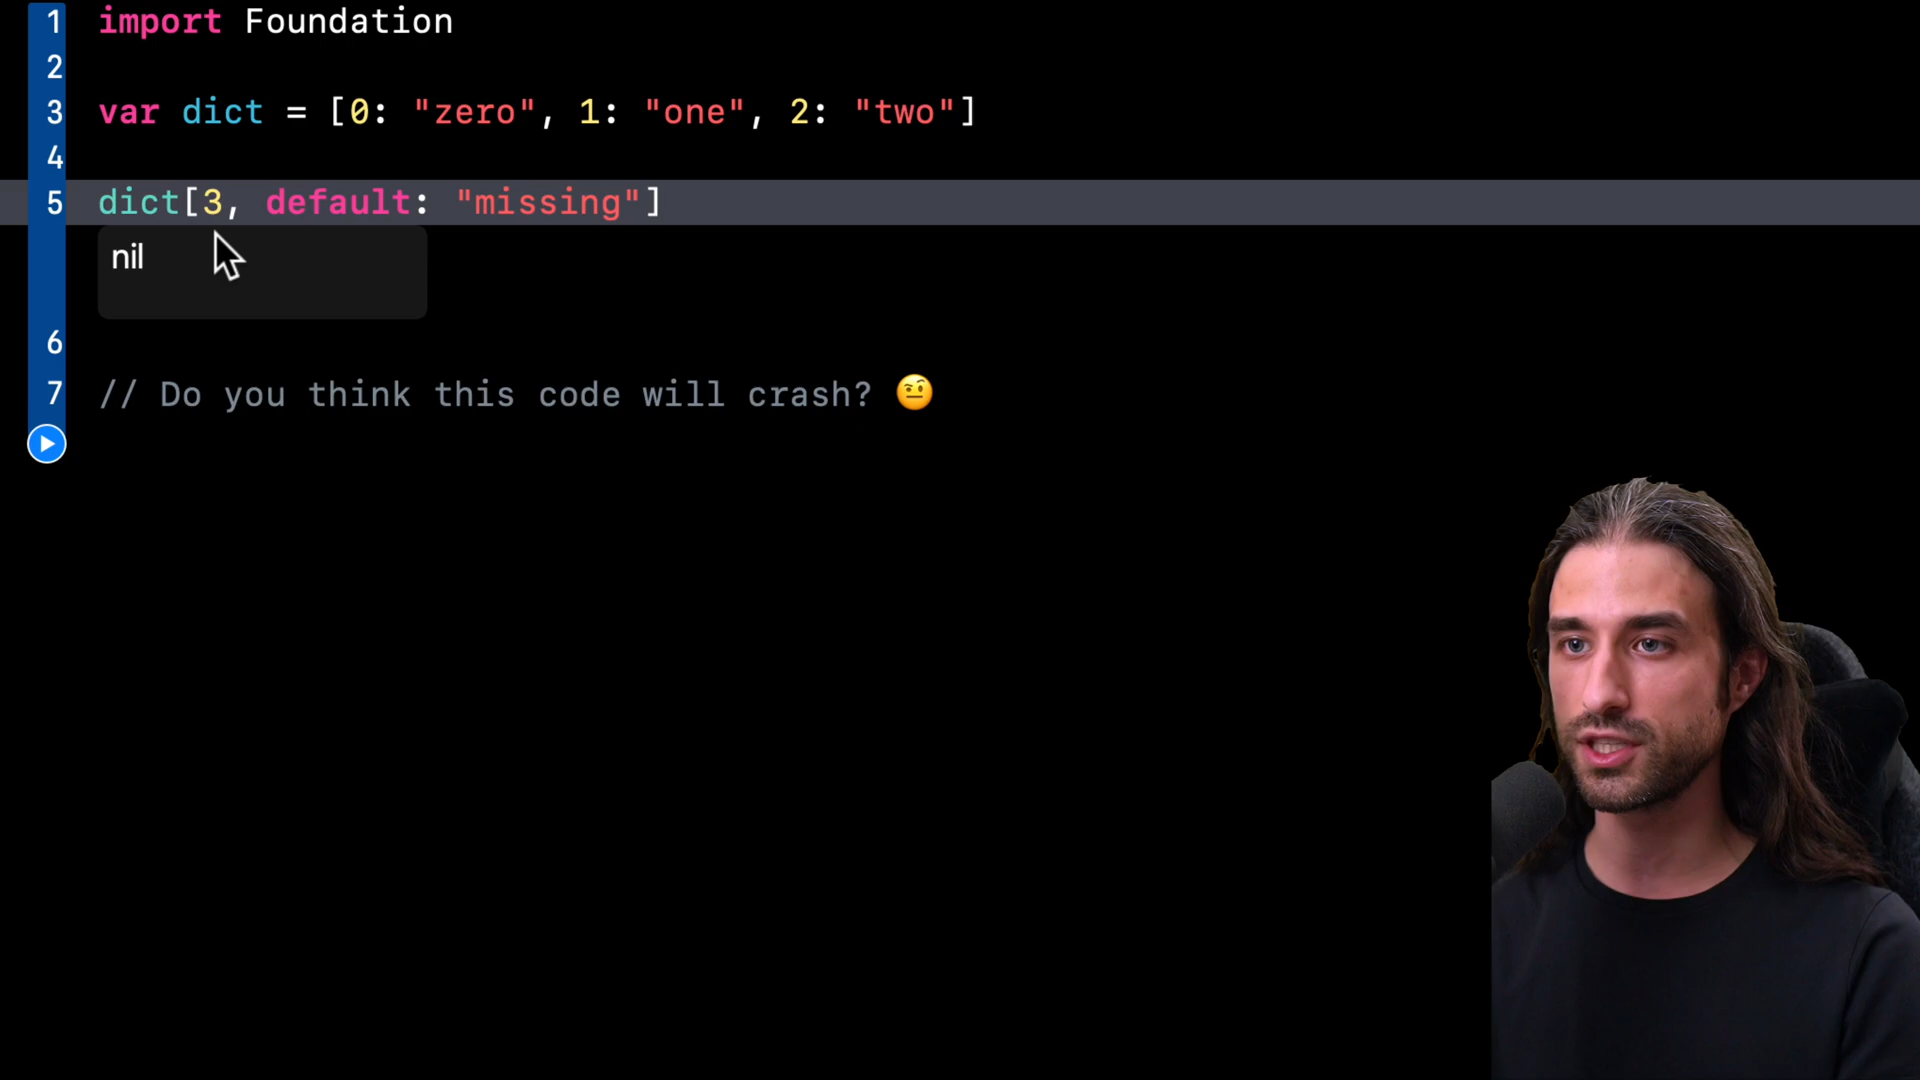 1 import Foundation
2
3 var dict = [0: "zero", 1: "one", 2: "two"]
4
5 dict[3, default: "missing"]
nil
6
7 // Do you think this code will crash? 🤨